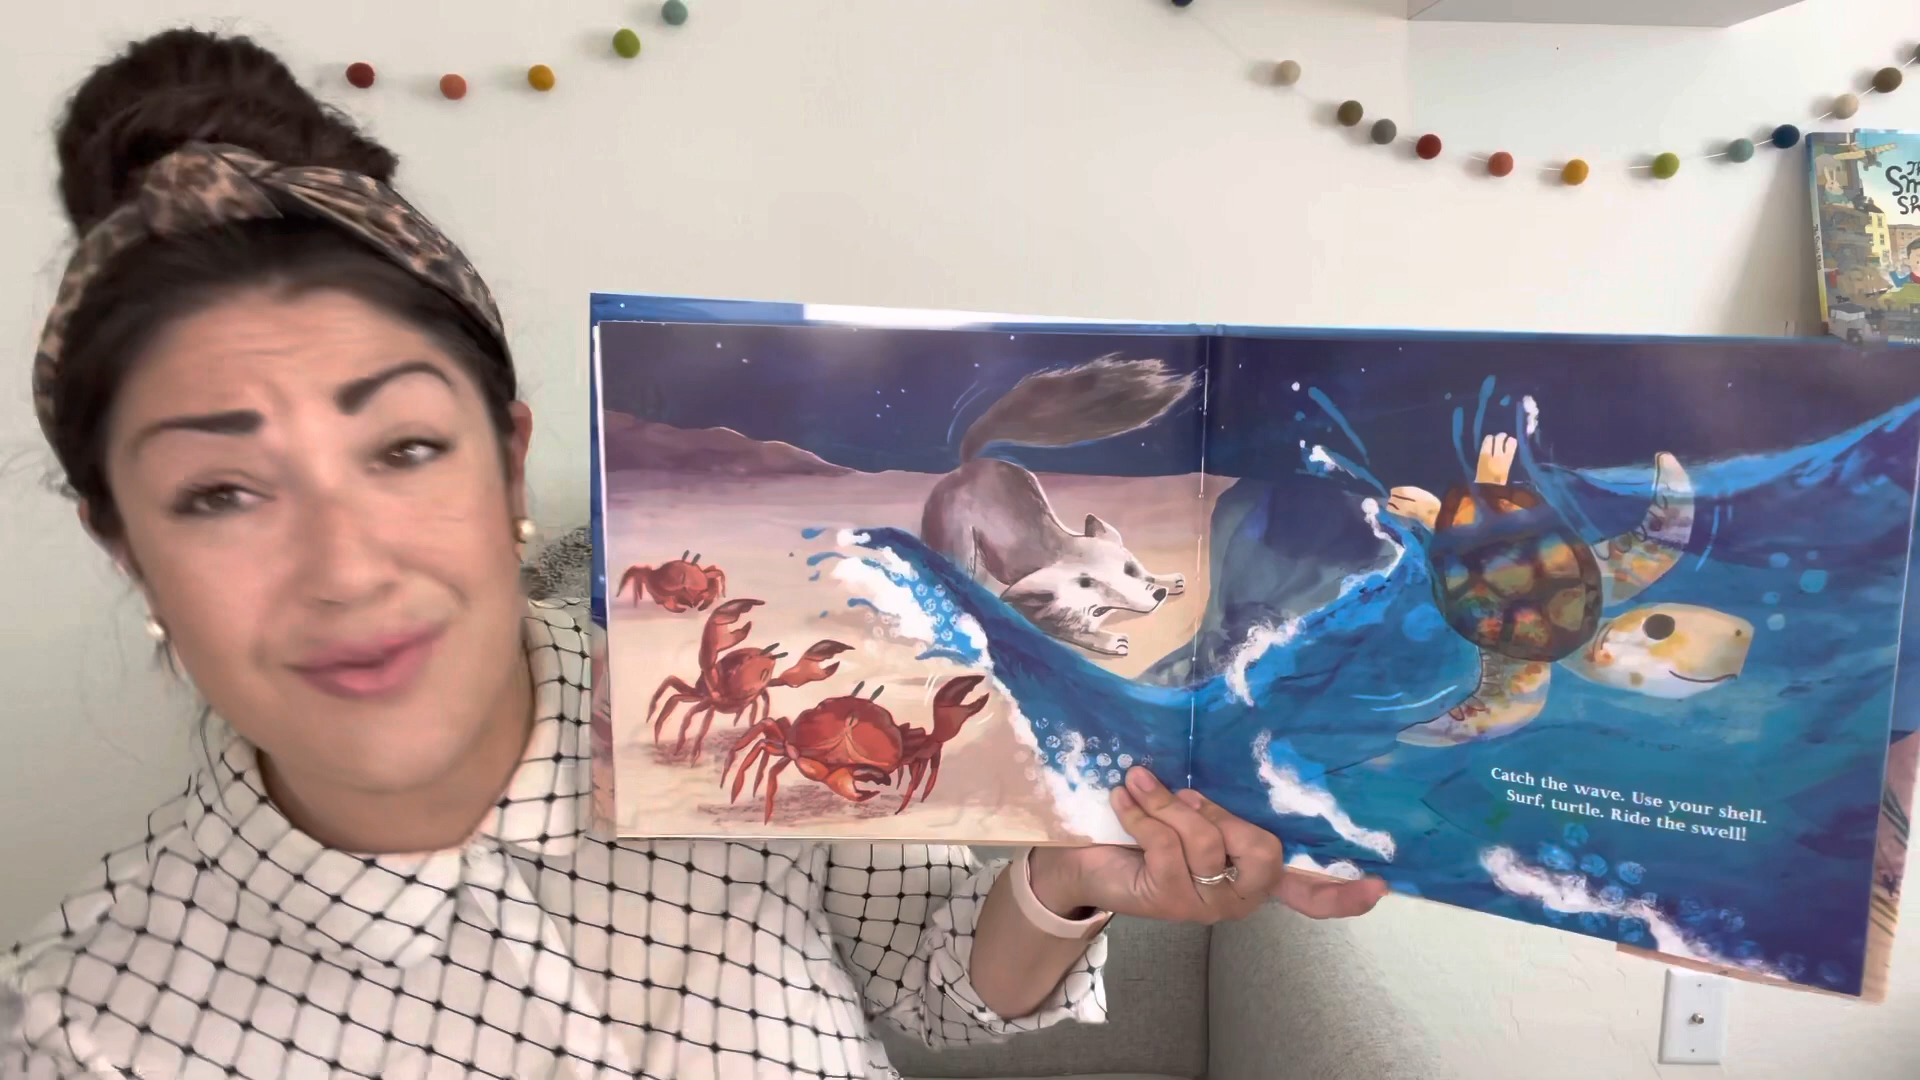 Catch the wave. Use your shell.
Surf, turtle. Ride the swell!